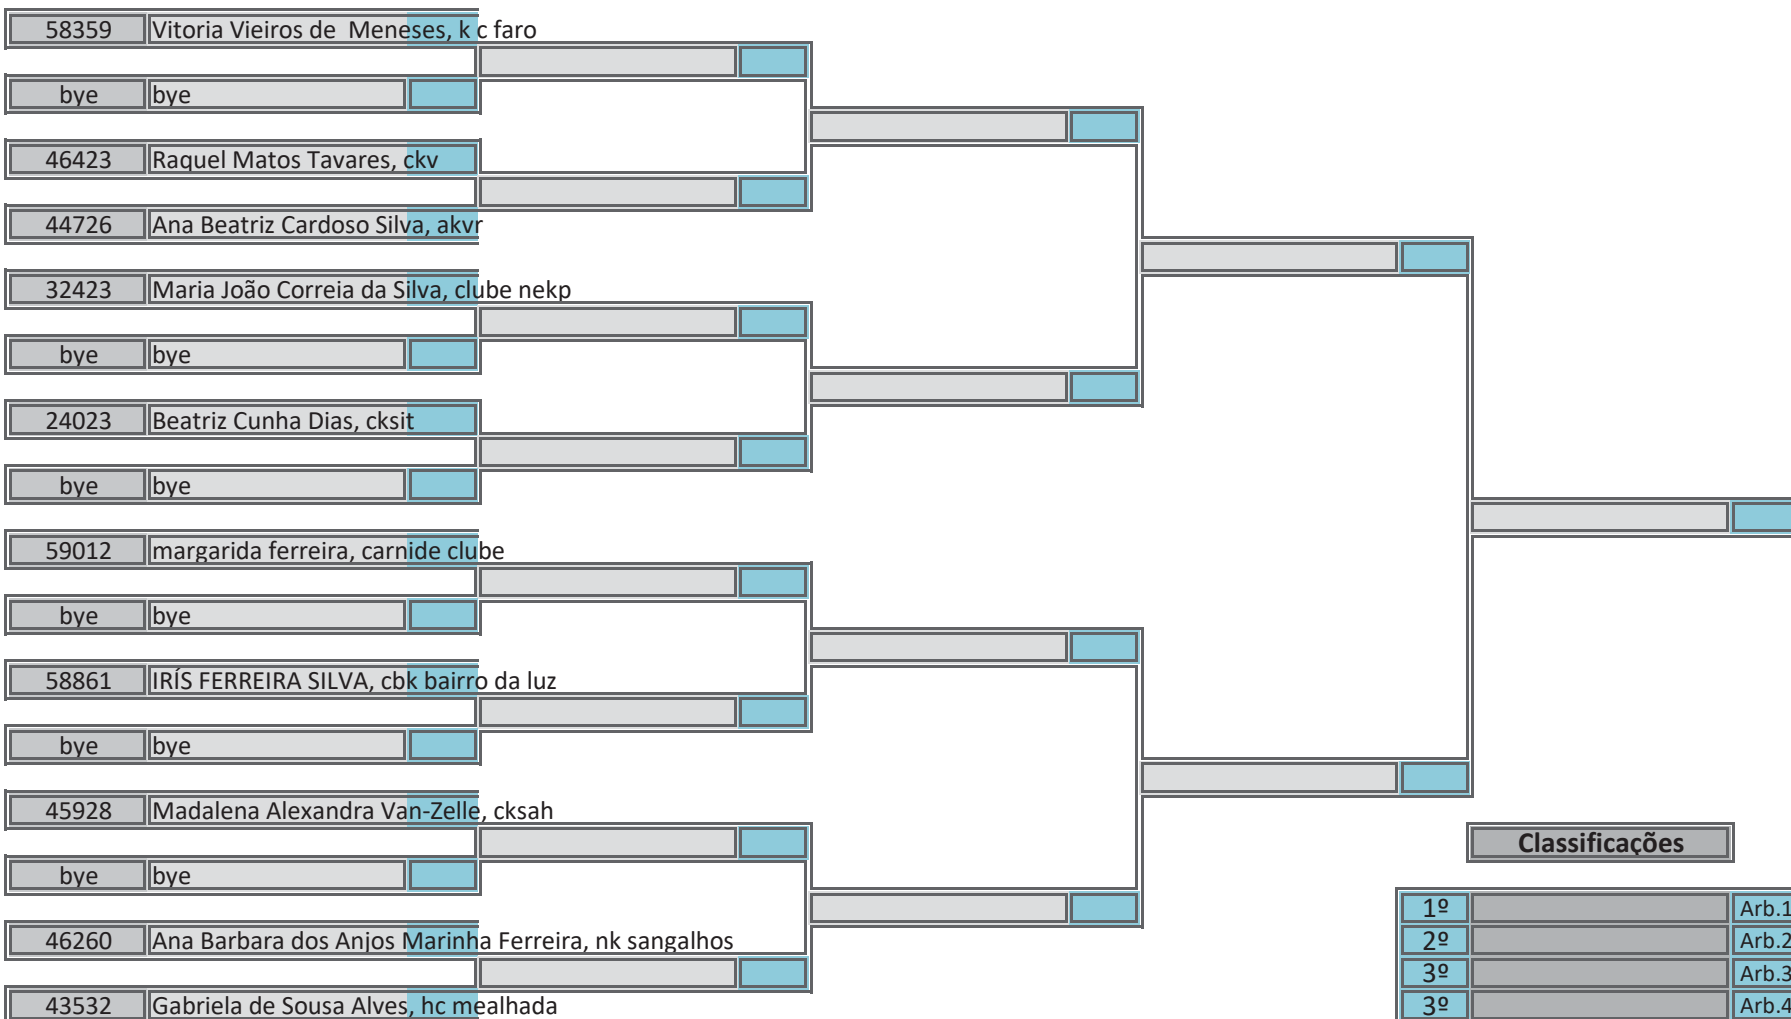 58359 Vitoria Vieiros de  Meneses, k c faro
bye bye
46423 Raquel Matos Tavares, ckv
44726 Ana Beatriz Cardoso Silva, akvr
32423 Maria João Correia da Silva, clube nekp
bye bye
24023 Beatriz Cunha Dias, cksit
bye bye
59012 margarida ferreira, carnide clube
bye bye
58861 IRÍS FERREIRA SILVA, cbk bairro da luz
bye bye
45928 Madalena Alexandra Van-Zelle, cksah
bye bye
46260 Ana Barbara dos Anjos Marinha Ferreira, nk sangalhos
43532 Gabriela de Sousa Alves, hc mealhada
Classificações
1º Arb.1
2º Arb.2
3º Arb.3
3º Arb.4